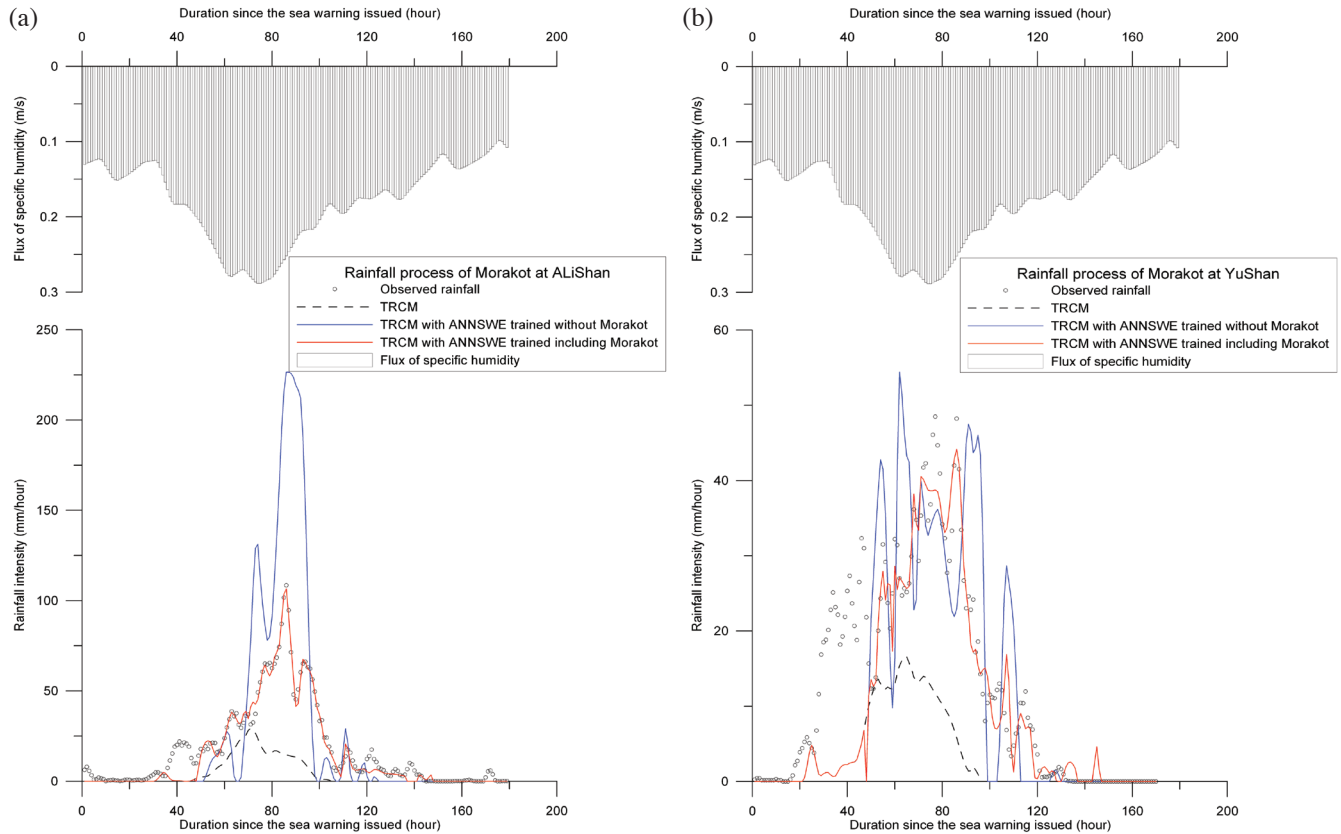 (a)
Duration since the sea warning issued (hour)
0 40 80 120 160 200
0
0.1
0.2
0.3
Flux of specific humidity (m/s)
Rainfall process of Morakot at ALiShan
Observed rainfall
TRCM
TRCM with ANNSWE trained without Morakot
TRCM with ANNSWE trained including Morakot
Flux of specific humidity
250
200
150
100
50
0
Rainfall intensity (mm/hour)
0 40 80 120 160 200
Duration since the sea warning issued (hour)
(b)
Duration since the sea warning issued (hour)
0 40 80 120 160 200
0
0.1
0.2
0.3
Flux of specific humidity (m/s)
Rainfall process of Morakot at YuShan
Observed rainfall
TRCM
TRCM with ANNSWE trained without Morakot
TRCM with ANNSWE trained including Morakot
Flux of specific humidity
60
40
20
0
Rainfall intensity (mm/hour)
0 40 80 120 160 200
Duration since the sea warning issued (hour)